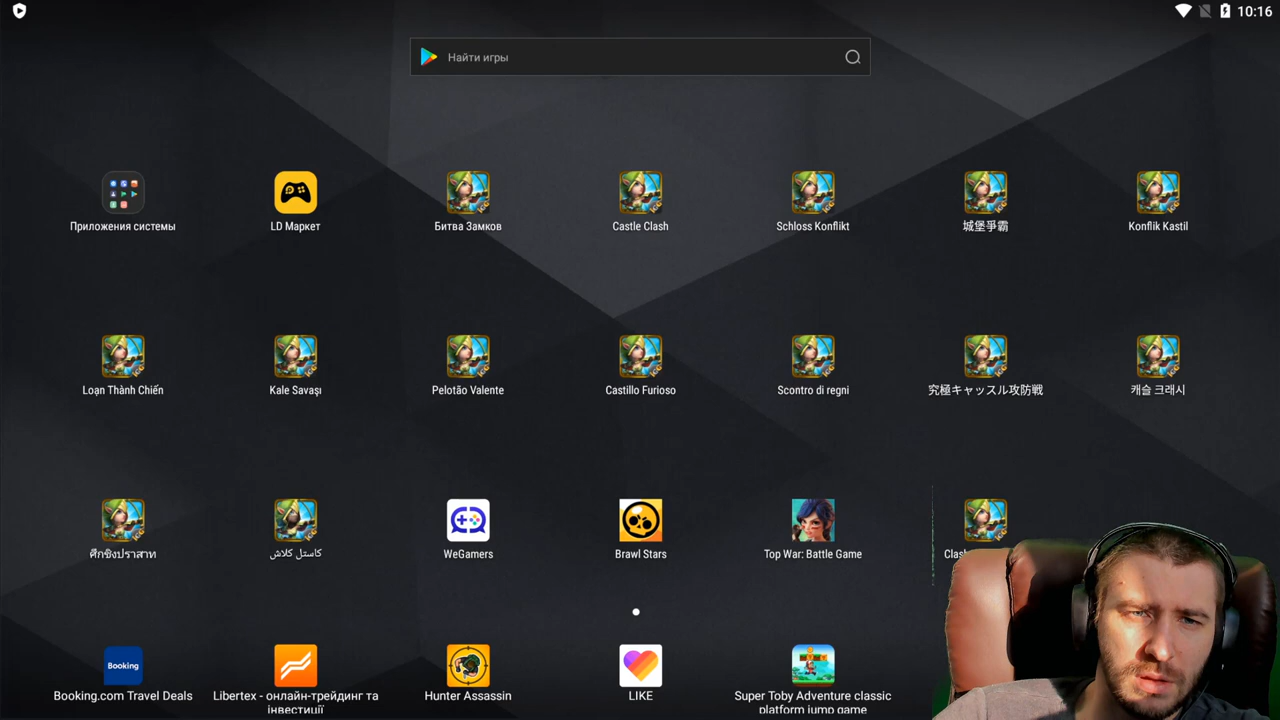 10:16
Найти игры
Приложения системы
LD Маркет
Битва Замков
Castle Clash
Schloss Konflikt
城堡爭霸
Konflik Kastil
Loạn Thành Chiến
Kale Savaşı
Pelotão Valente
Castillo Furioso
Scontro di regni
究極キャッスル攻防戦
캐슬 크래시
ศึกชิงปราสาท
كاستل كلاش
WeGamers
Brawl Stars
Top War: Battle Game
Booking
Booking.com Travel Deals
Libertex - онлайн-трейдинг та
інвестиції
Hunter Assassin
LIKE
Super Toby Adventure classic
platform jump game